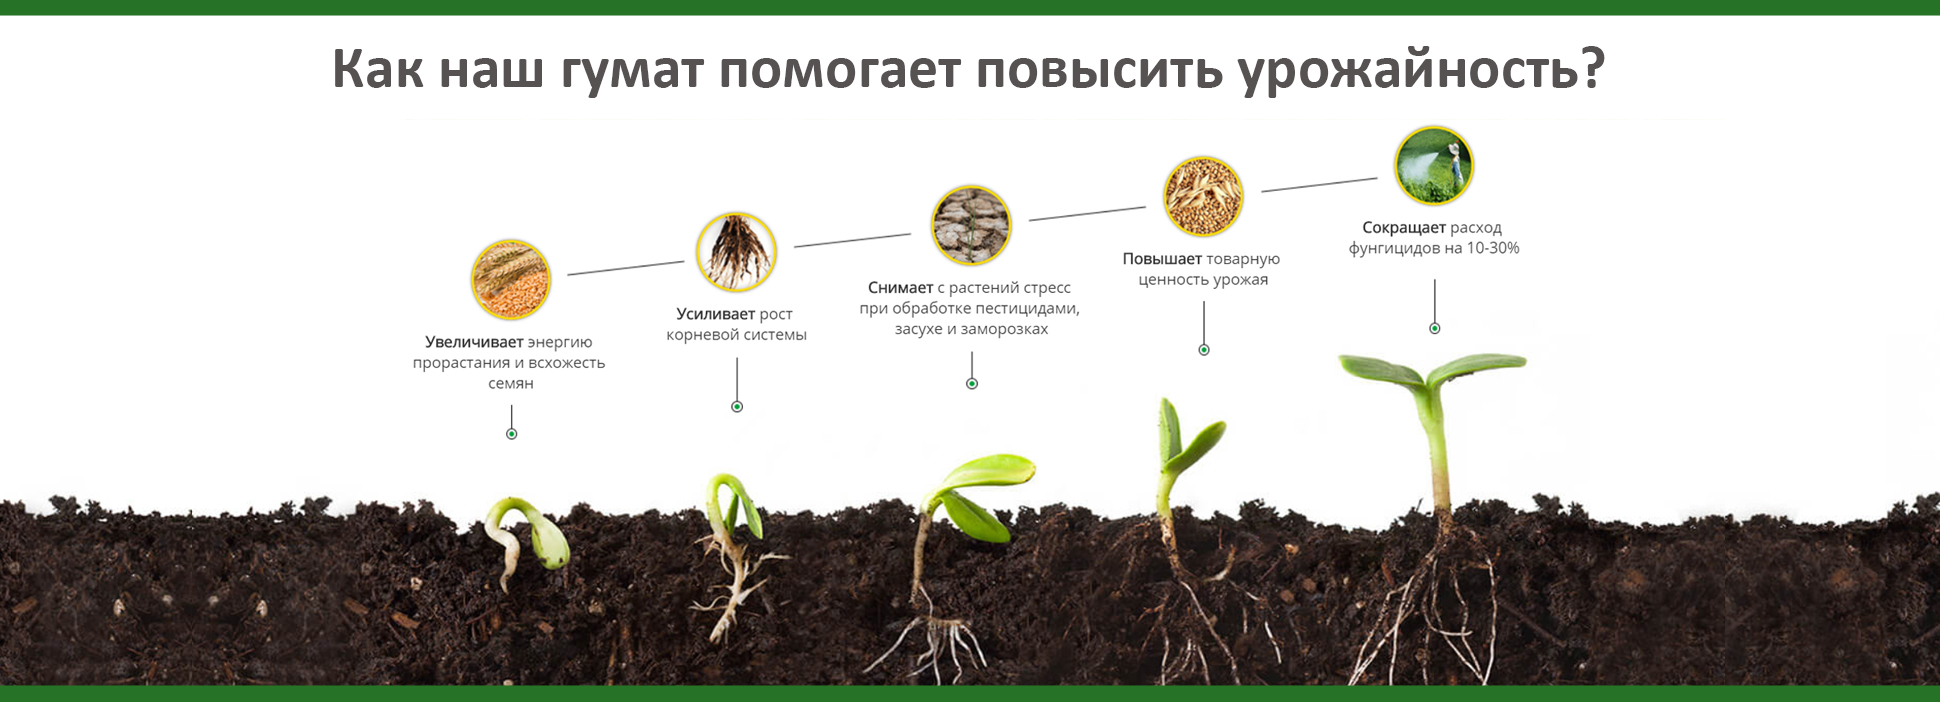 Как наш гумат помогает повысить урожайность?
Увеличивает энергию
прорастания и всхожесть
семян
Усиливает рост
корневой системы
Снимает с растений стресс
при обработке пестицидами,
засухе и заморозках
Повышает товарную
ценность урожая
Сокращает расход
фунгицидов на 10-30%